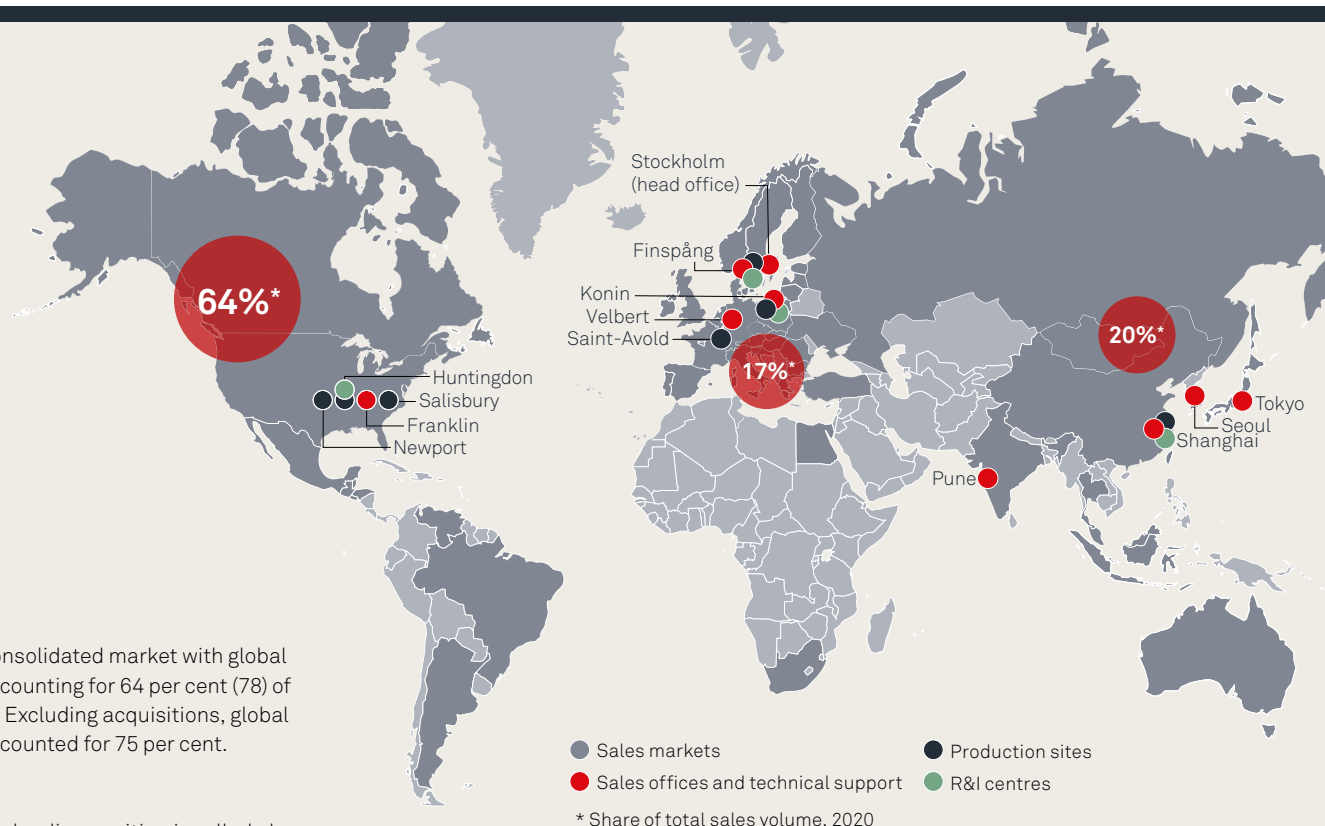 Stockholm
(head office)
Finspång
64%*
Konin
Velbert
Saint-Avold
20%*
17%*
Huntingdon
Salisbury
Franklin
Newport
Tokyo
Seoul
Shanghai
Pune
onsolidated market with global
counting for 64 per cent (78) of
Excluding acquisitions, global
counted for 75 per cent.
Sales markets
Production sites
Sales offices and technical support
R&I centres
* Share of total sales volume, 2020